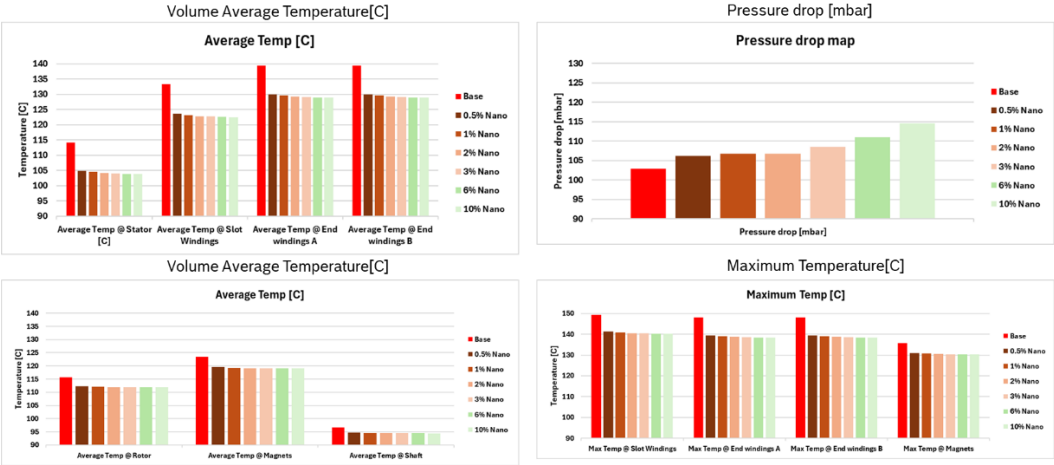 Volume Average Temperature[C]
Average Temp [C]
Temperature [C]
140
135
130
125
120
115
110
105
100
95
90
Average Temp @ Stator
[C]
Average Temp @ Slot
Windings
Average Temp @ End
windings A
Average Temp @ End
windings B
Base
0.5% Nano
1% Nano
2% Nano
3% Nano
6% Nano
10% Nano
Pressure drop [mbar]
Pressure drop map
Pressure drop [mbar]
130
125
120
115
110
105
100
95
90
Pressure drop [mbar]
Base
0.5% Nano
1% Nano
2% Nano
3% Nano
6% Nano
10% Nano
Volume Average Temperature[C]
Average Temp [C]
Temperature [C]
140
135
130
125
120
115
110
105
100
95
90
Average Temp @ Rotor
Average Temp @ Magnets
Average Temp @ Shaft
Base
0.5% Nano
1% Nano
2% Nano
3% Nano
6% Nano
10% Nano
Maximum Temperature[C]
Maximum Temp [C]
Temperature [C]
150
140
130
120
110
100
90
Max Temp @ Slot Windings
Max Temp @ End windings A
Max Temp @ End windings B
Max Temp @ Magnets
Base
0.5% Nano
1% Nano
2% Nano
3% Nano
6% Nano
10% Nano